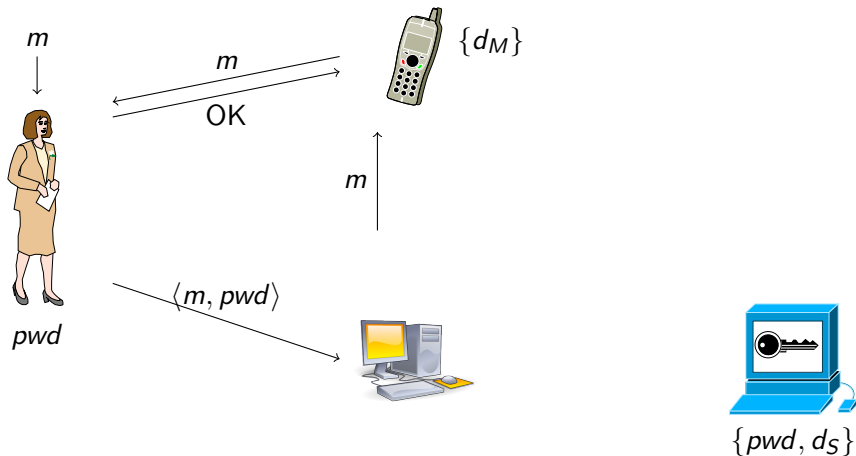 m
m
{d_M}
OK
m
⟨m, pwd⟩
pwd
{pwd, d_S}